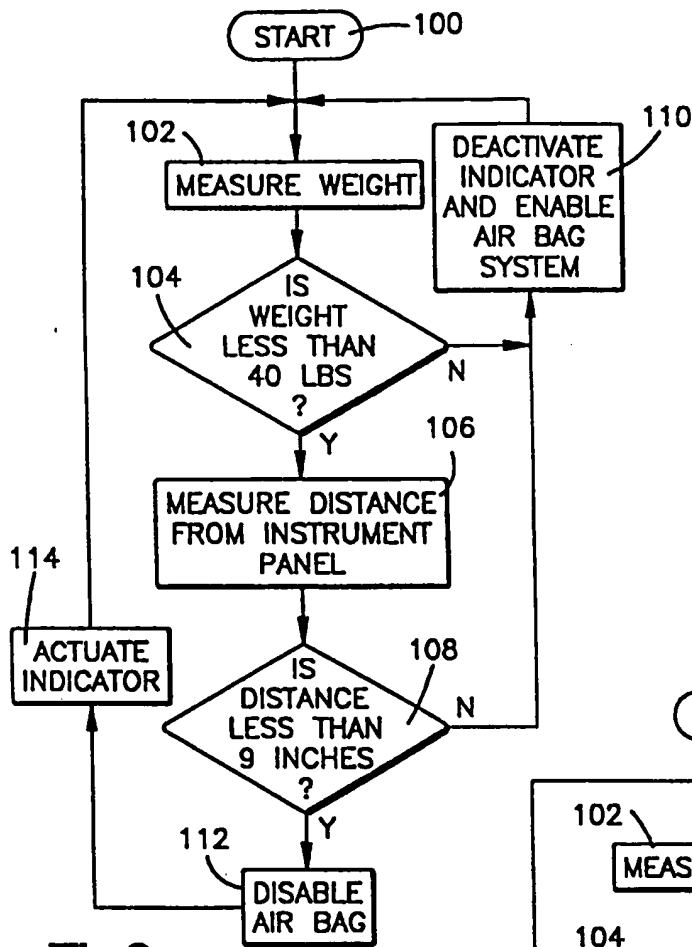 START
100
102
MEASURE WEIGHT
110
DEACTIVATE
INDICATOR
AND ENABLE
AIR BAG
SYSTEM
104
IS
WEIGHT
LESS THAN
40 LBS
?
N
Y
106
MEASURE DISTANCE
FROM INSTRUMENT
PANEL
114
ACTUATE
INDICATOR
108
IS
DISTANCE
LESS THAN
9 INCHES
?
N
Y
112
DISABLE
AIR BAG
102
MEAS
104